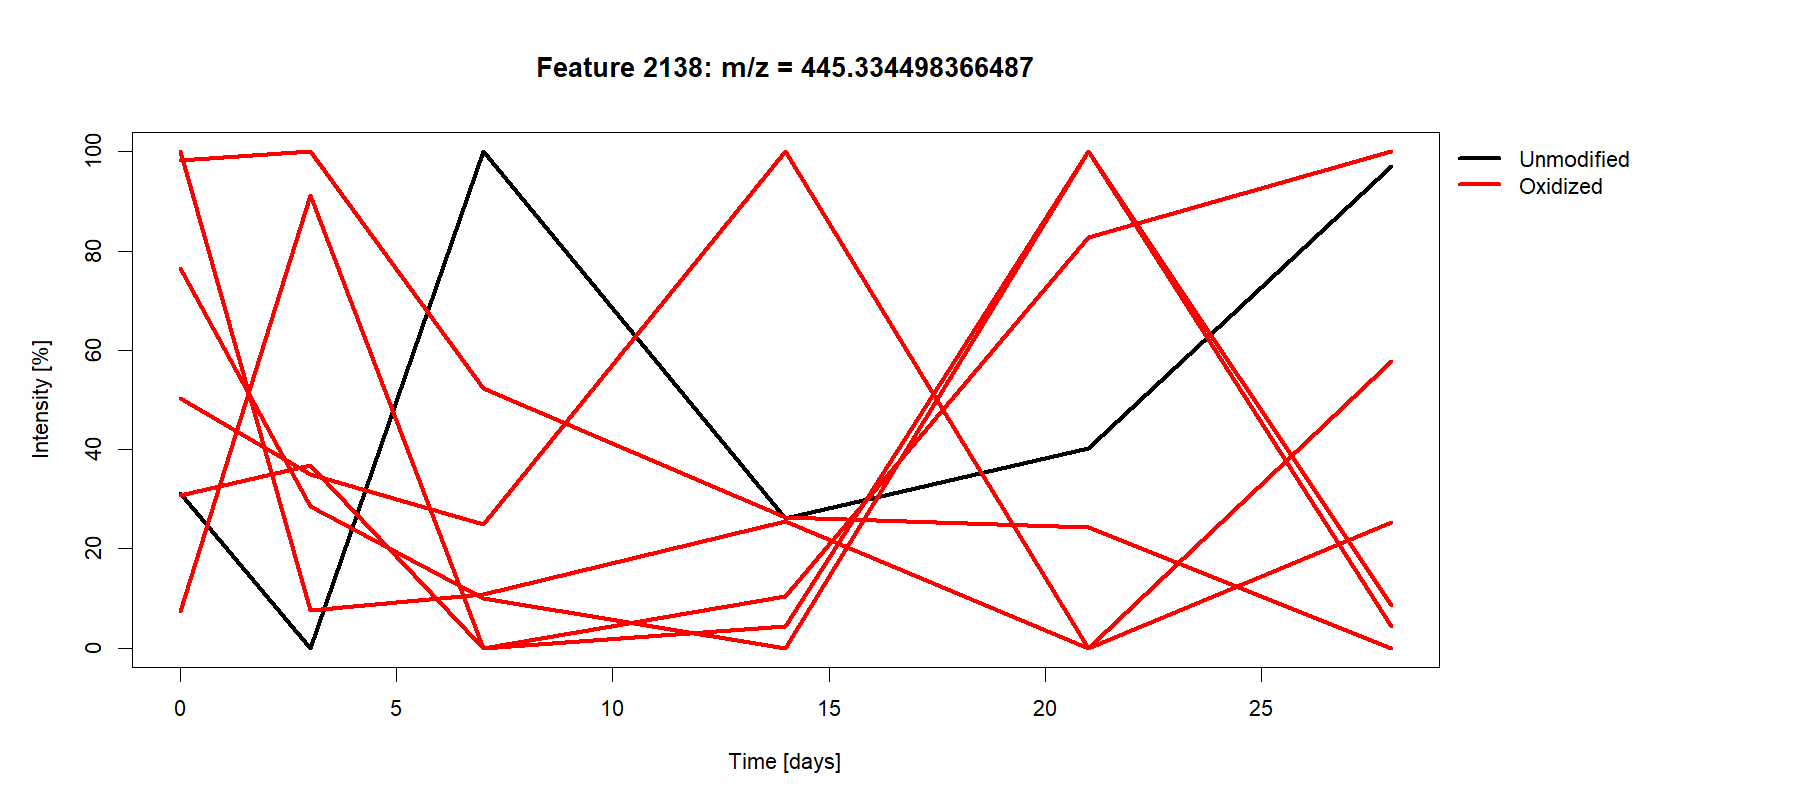 Feature 2138: m/z = 445.334498366487
Unmodified
Oxidized
Intensity [%]
100
80
60
40
20
0
0 5 10 15 20 25
Time [days]